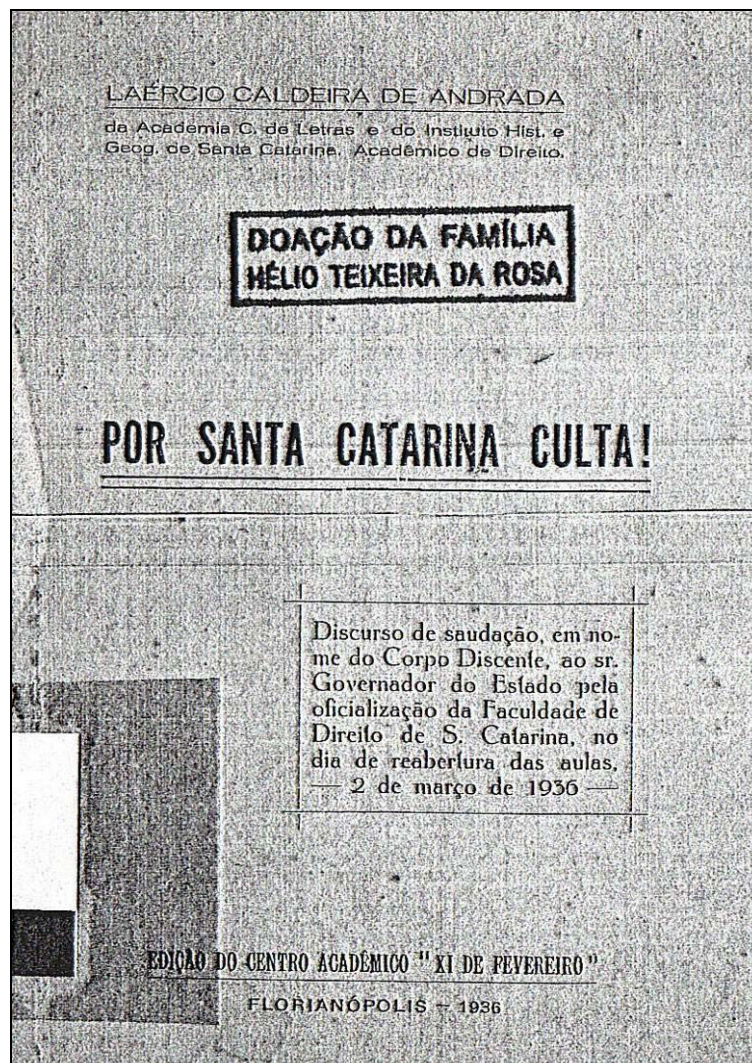 LAÉRCIO CALDEIRA DE ANDRADA
da Academia C. de Letras e do Instituto Hist. e
Geog. de Santa Catarina. Acadêmico de Direito.
DOAÇÃO DA FAMÍLIA
HÉLIO TEIXEIRA DA ROSA
POR SANTA CATARINA CULTA!
Discurso de saudação, em no-
me do Corpo Discente, ao sr.
Governador do Estado pela
oficialização da Faculdade de
Direito de S. Catarina, no
dia de reabertura das aulas,
— 2 de março de 1936 —
EDIÇÃO DO CENTRO ACADÊMICO "XI DE FEVEREIRO"
FLORIANÓPOLIS — 1936